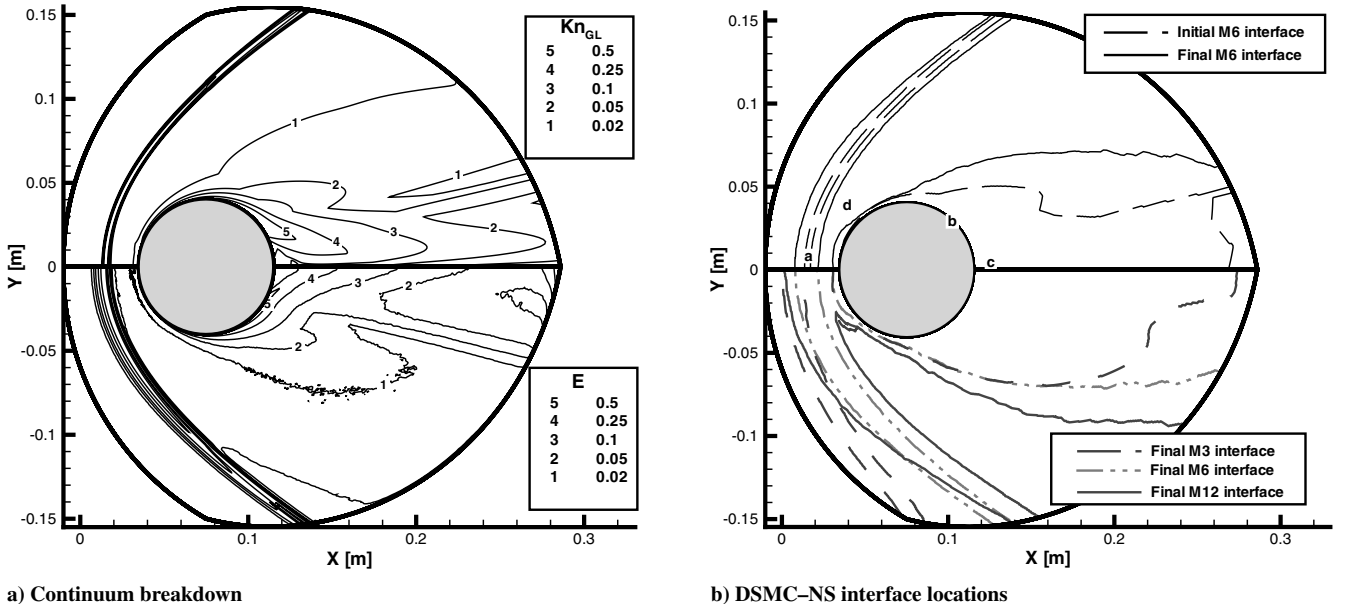 Kn_GL
5 0.5
4 0.25
3 0.1
2 0.05
1 0.02
0.15
0.1
0.05
0
-0.05
-0.1
-0.15
Y [m]
1
2
1
5
4
3
2
4
3
2
5
2
1
E
5 0.5
4 0.25
3 0.1
2 0.05
1 0.02
0 0.1 0.2 0.3
X [m]
a) Continuum breakdown
Initial M6 interface
Final M6 interface
0.15
0.1
0.05
0
-0.05
-0.1
-0.15
Y [m]
d
b
a
c
Final M3 interface
Final M6 interface
Final M12 interface
0 0.1 0.2 0.3
X [m]
b) DSMC–NS interface locations